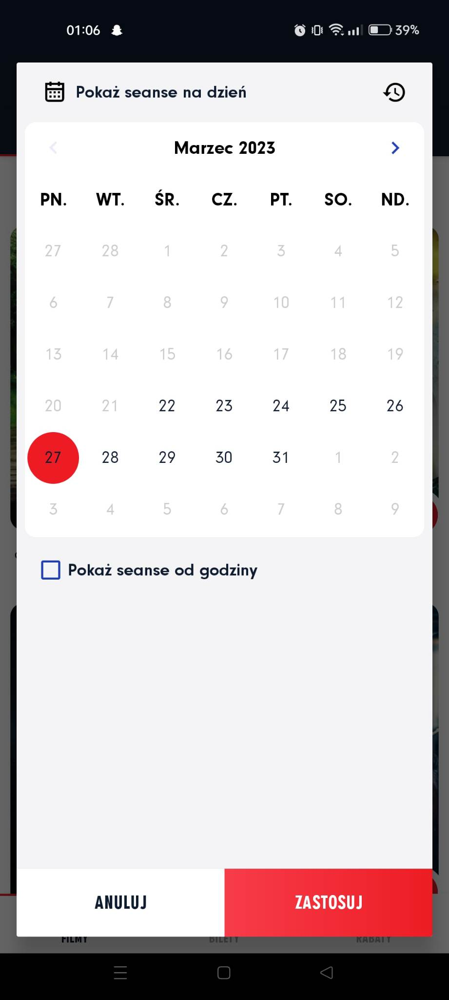 01:06
39%
Pokaż seanse na dzień
Marzec 2023
PN. WT. ŚR. CZ. PT. SO. ND.
27 28 1 2 3 4 5
6 7 8 9 10 11 12
13 14 15 16 17 18 19
20 21 22 23 24 25 26
27 28 29 30 31 1 2
3 4 5 6 7 8 9
Pokaż seanse od godziny
ANULUJ ZASTOSUJ
FILMY BILETY RABATY